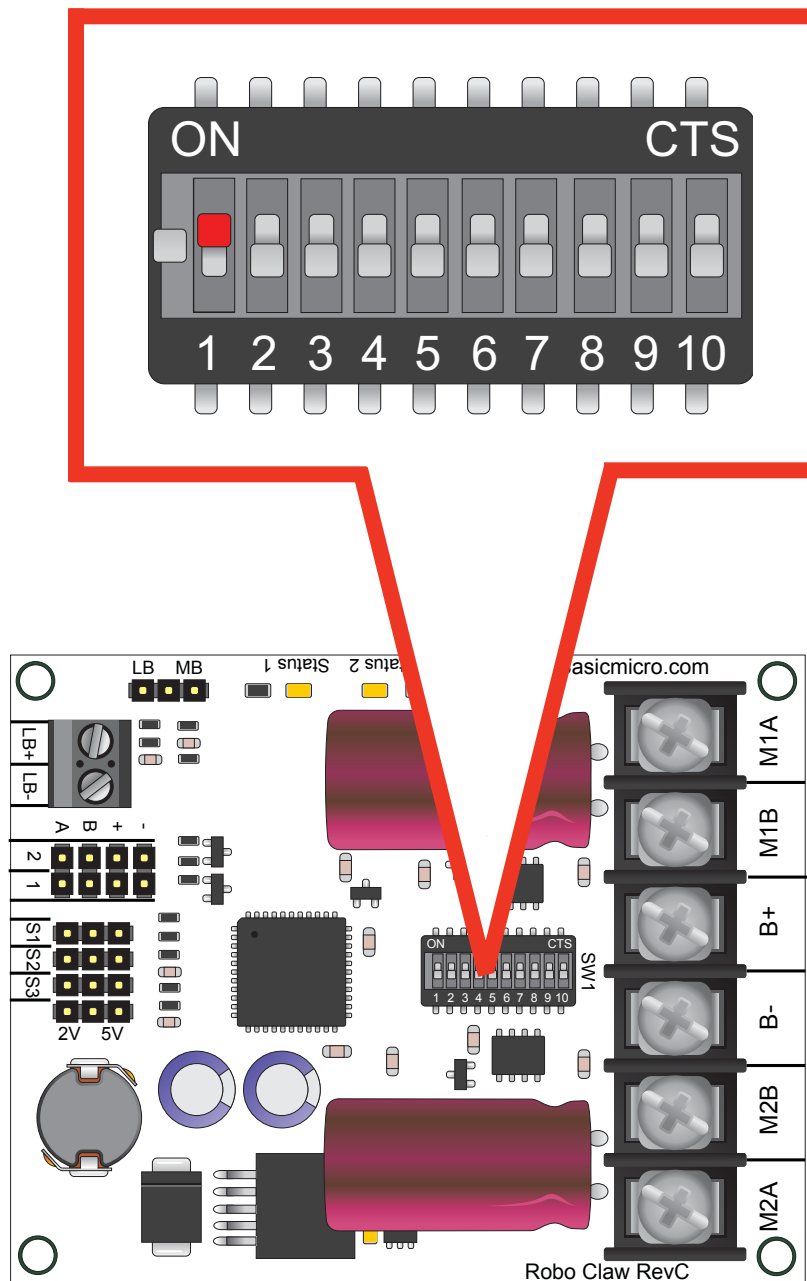 ON CTS
1 2 3 4 5 6 7 8 9 10
LB MB
Status 1
Status 2
asicmicro.com
LB+
LB-
A B + -
2
1
S1
S2
S3
2V 5V
ON CTS
1 2 3 4 5 6 7 8 9 10
SW1
M1A
M1B
B+
B-
M2B
M2A
Robo Claw RevC